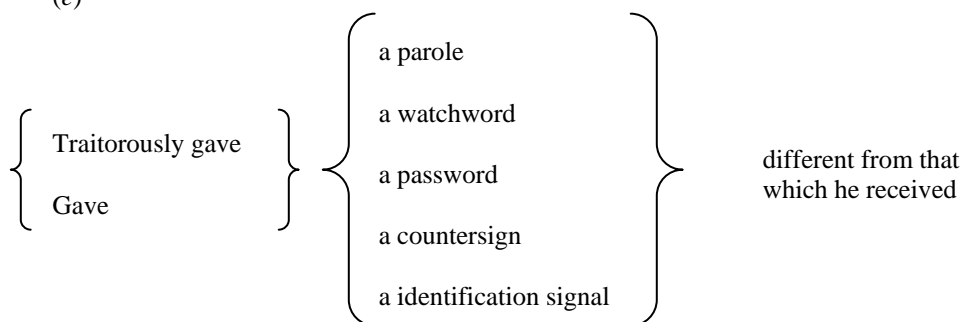 (e)
a parole
a watchword
Traitorously gave
a password
different from that
which he received
Gave
a countersign
a identification signal